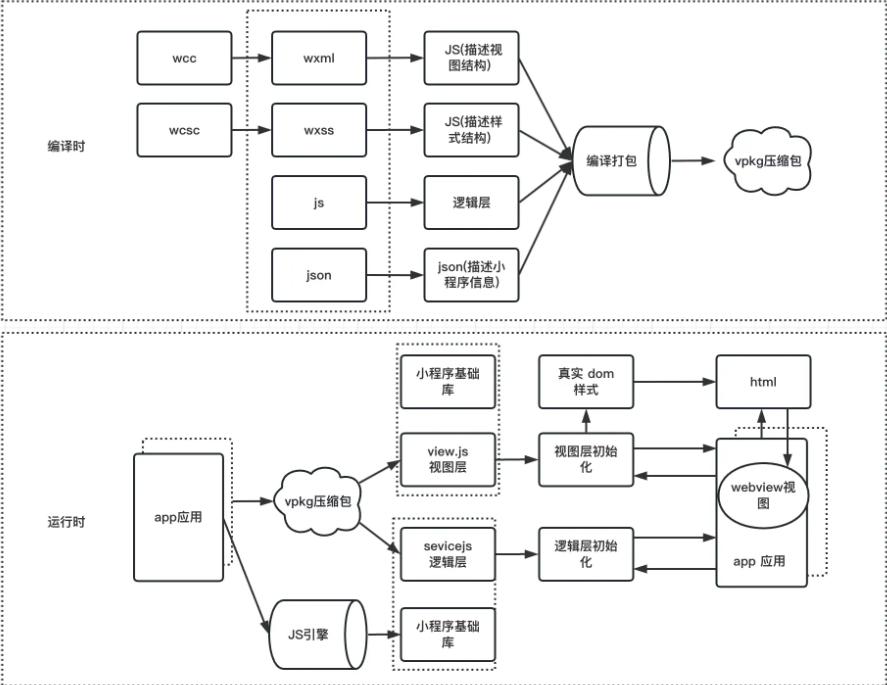 wcc
wxml
JS(描述视
图结构)
wcsc
wxss
JS(描述样
式结构)
编译时
编译打包
vpkg压缩包
js
逻辑层
json
json(描述小
程序信息)
小程序基础
库
真实 dom
样式
html
view.js
视图层
视图层初始
化
webview视
图
vpkg压缩包
app应用
运行时
sevicejs
逻辑层
逻辑层初始
化
app 应用
JS引擎
小程序基础
库